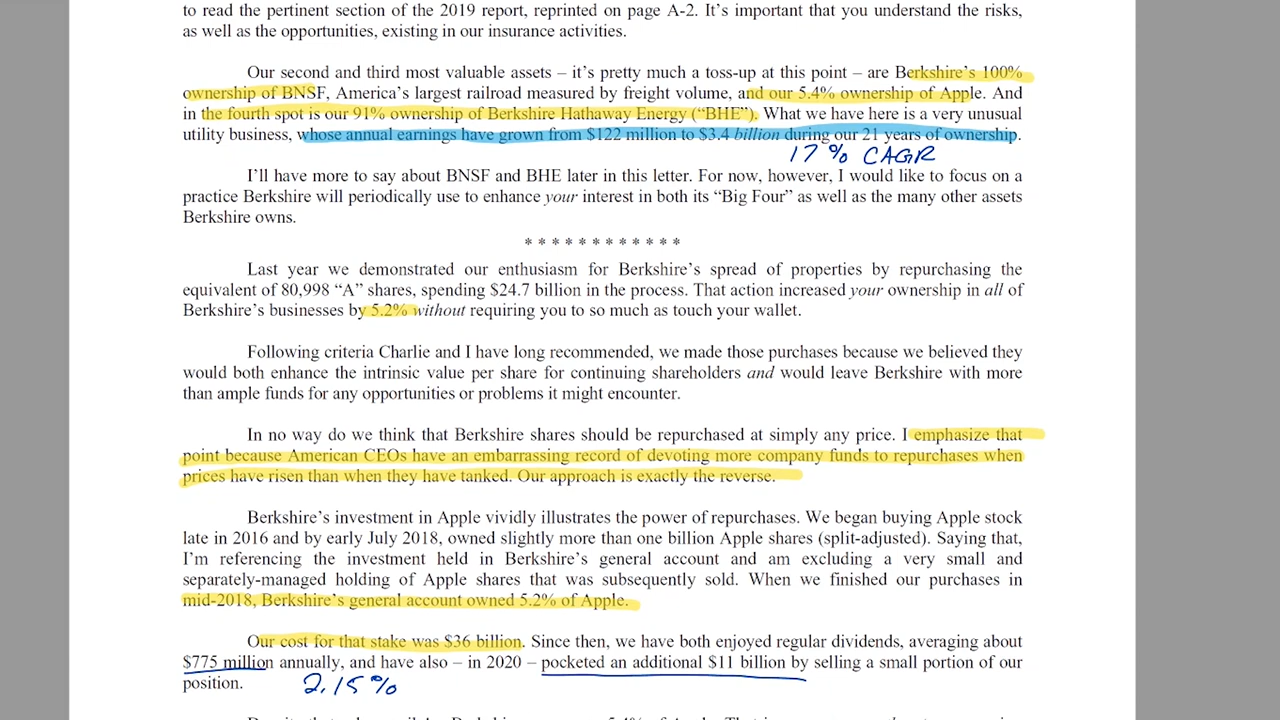 to read the pertinent section of the 2019 report, reprinted on page A-2. It’s important that you understand the risks,
as well as the opportunities, existing in our insurance activities.
Our second and third most valuable assets – it’s pretty much a toss-up at this point – are Berkshire’s 100%
ownership of BNSF, America’s largest railroad measured by freight volume, and our 5.4% ownership of Apple. And
in the fourth spot is our 91% ownership of Berkshire Hathaway Energy (“BHE”). What we have here is a very unusual
utility business, whose annual earnings have grown from $122 million to $3.4 billion during our 21 years of ownership.
17% CAGR
I’ll have more to say about BNSF and BHE later in this letter. For now, however, I would like to focus on a
practice Berkshire will periodically use to enhance your interest in both its “Big Four” as well as the many other assets
Berkshire owns.
* * * * * * * * * * * *
Last year we demonstrated our enthusiasm for Berkshire’s spread of properties by repurchasing the
equivalent of 80,998 “A” shares, spending $24.7 billion in the process. That action increased your ownership in all of
Berkshire’s businesses by 5.2% without requiring you to so much as touch your wallet.
Following criteria Charlie and I have long recommended, we made those purchases because we believed they
would both enhance the intrinsic value per share for continuing shareholders and would leave Berkshire with more
than ample funds for any opportunities or problems it might encounter.
In no way do we think that Berkshire shares should be repurchased at simply any price. I emphasize that
point because American CEOs have an embarrassing record of devoting more company funds to repurchases when
prices have risen than when they have tanked. Our approach is exactly the reverse.
Berkshire’s investment in Apple vividly illustrates the power of repurchases. We began buying Apple stock
late in 2016 and by early July 2018, owned slightly more than one billion Apple shares (split-adjusted). Saying that,
I’m referencing the investment held in Berkshire’s general account and am excluding a very small and
separately-managed holding of Apple shares that was subsequently sold. When we finished our purchases in
mid-2018, Berkshire’s general account owned 5.2% of Apple.
Our cost for that stake was $36 billion. Since then, we have both enjoyed regular dividends, averaging about
$775 million annually, and have also – in 2020 – pocketed an additional $11 billion by selling a small portion of our
position.
2.15%